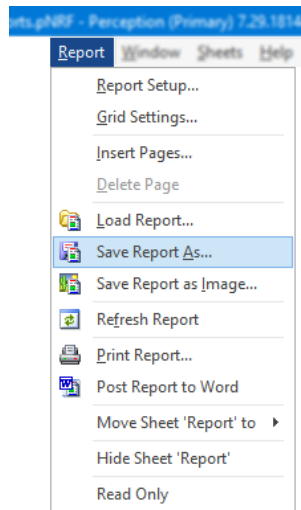 orts.pNRF - Perception (Primary) 7.29.1814
Report Window Sheets Help
Report Setup...
Grid Settings...
Insert Pages...
Delete Page
Load Report...
Save Report As...
Save Report as Image...
Refresh Report
Print Report...
Post Report to Word
Move Sheet 'Report' to
Hide Sheet 'Report'
Read Only